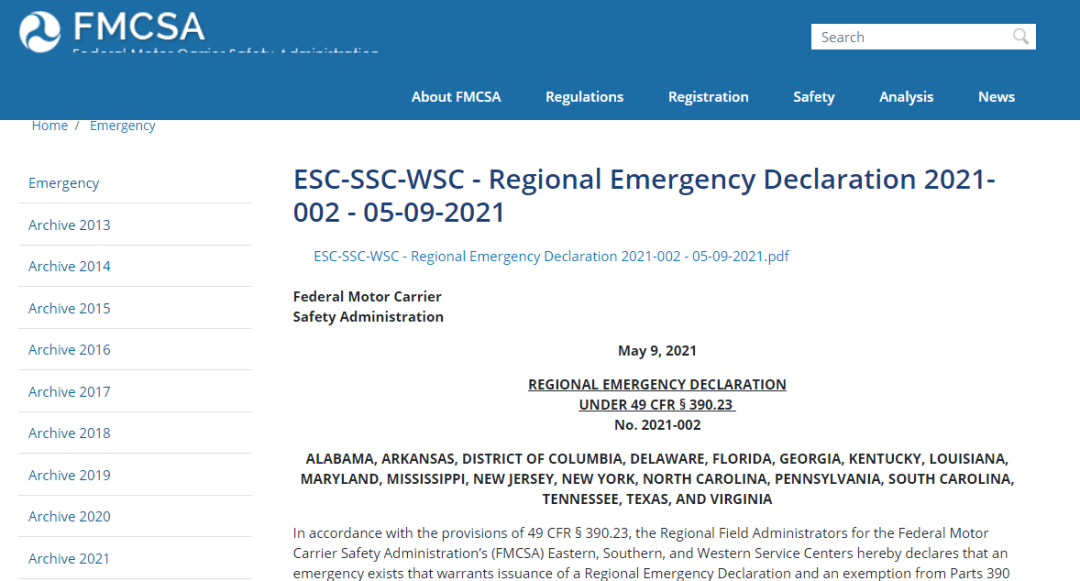 FMCSA
Federal Motor Carrier Safety Administration
Search
About FMCSA Regulations Registration Safety Analysis News
Home / Emergency
Emergency
Archive 2013
Archive 2014
Archive 2015
Archive 2016
Archive 2017
Archive 2018
Archive 2019
Archive 2020
Archive 2021
ESC-SSC-WSC - Regional Emergency Declaration 2021-
002 - 05-09-2021
ESC-SSC-WSC - Regional Emergency Declaration 2021-002 - 05-09-2021.pdf
Federal Motor Carrier
Safety Administration
May 9, 2021
REGIONAL EMERGENCY DECLARATION
UNDER 49 CFR § 390.23
No. 2021-002
ALABAMA, ARKANSAS, DISTRICT OF COLUMBIA, DELAWARE, FLORIDA, GEORGIA, KENTUCKY, LOUISIANA,
MARYLAND, MISSISSIPPI, NEW JERSEY, NEW YORK, NORTH CAROLINA, PENNSYLVANIA, SOUTH CAROLINA,
TENNESSEE, TEXAS, AND VIRGINIA
In accordance with the provisions of 49 CFR § 390.23, the Regional Field Administrators for the Federal Motor
Carrier Safety Administration’s (FMCSA) Eastern, Southern, and Western Service Centers hereby declares that an
emergency exists that warrants issuance of a Regional Emergency Declaration and an exemption from Parts 390